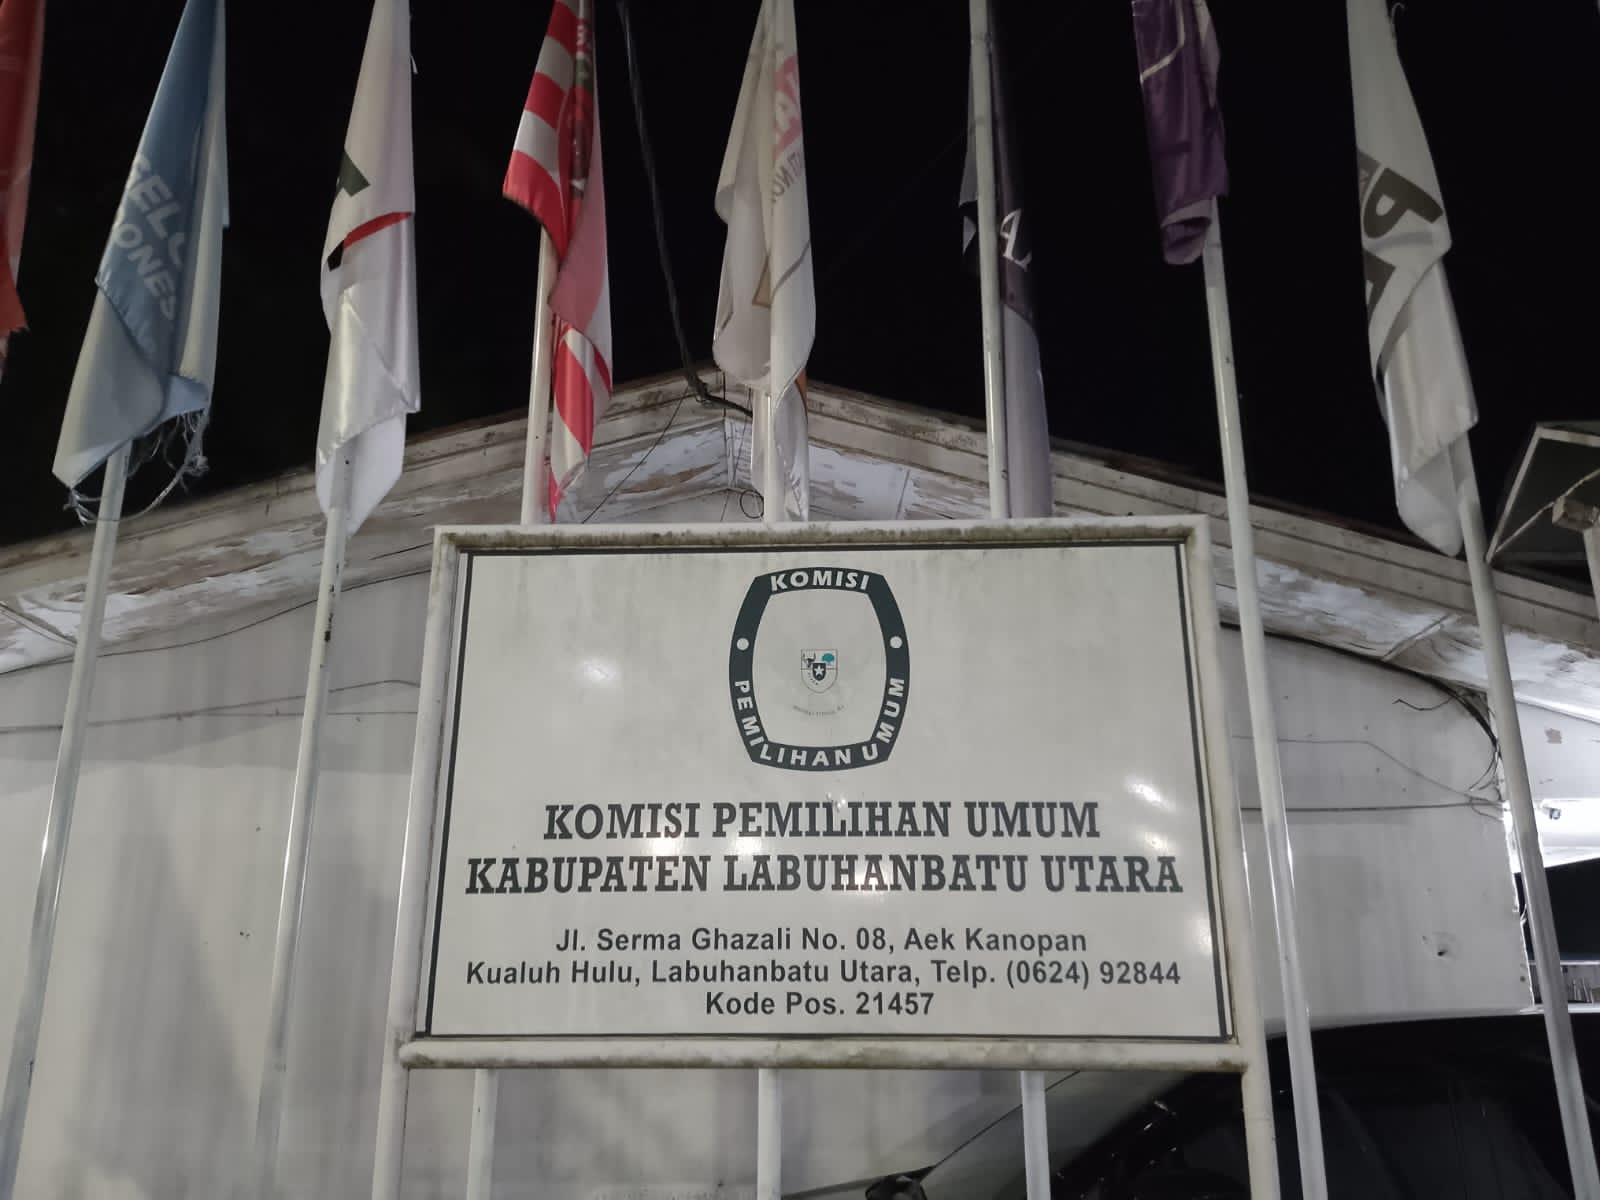 GELO
KOMISI
PEMILIHAN UMUM
KOMISI PEMILIHAN UMUM
KABUPATEN LABUHANBATU UTARA
Jl. Serma Ghazali No. 08, Aek Kanopan
Kualuh Hulu, Labuhanbatu Utara, Telp. (0624) 92844
Kode Pos. 21457